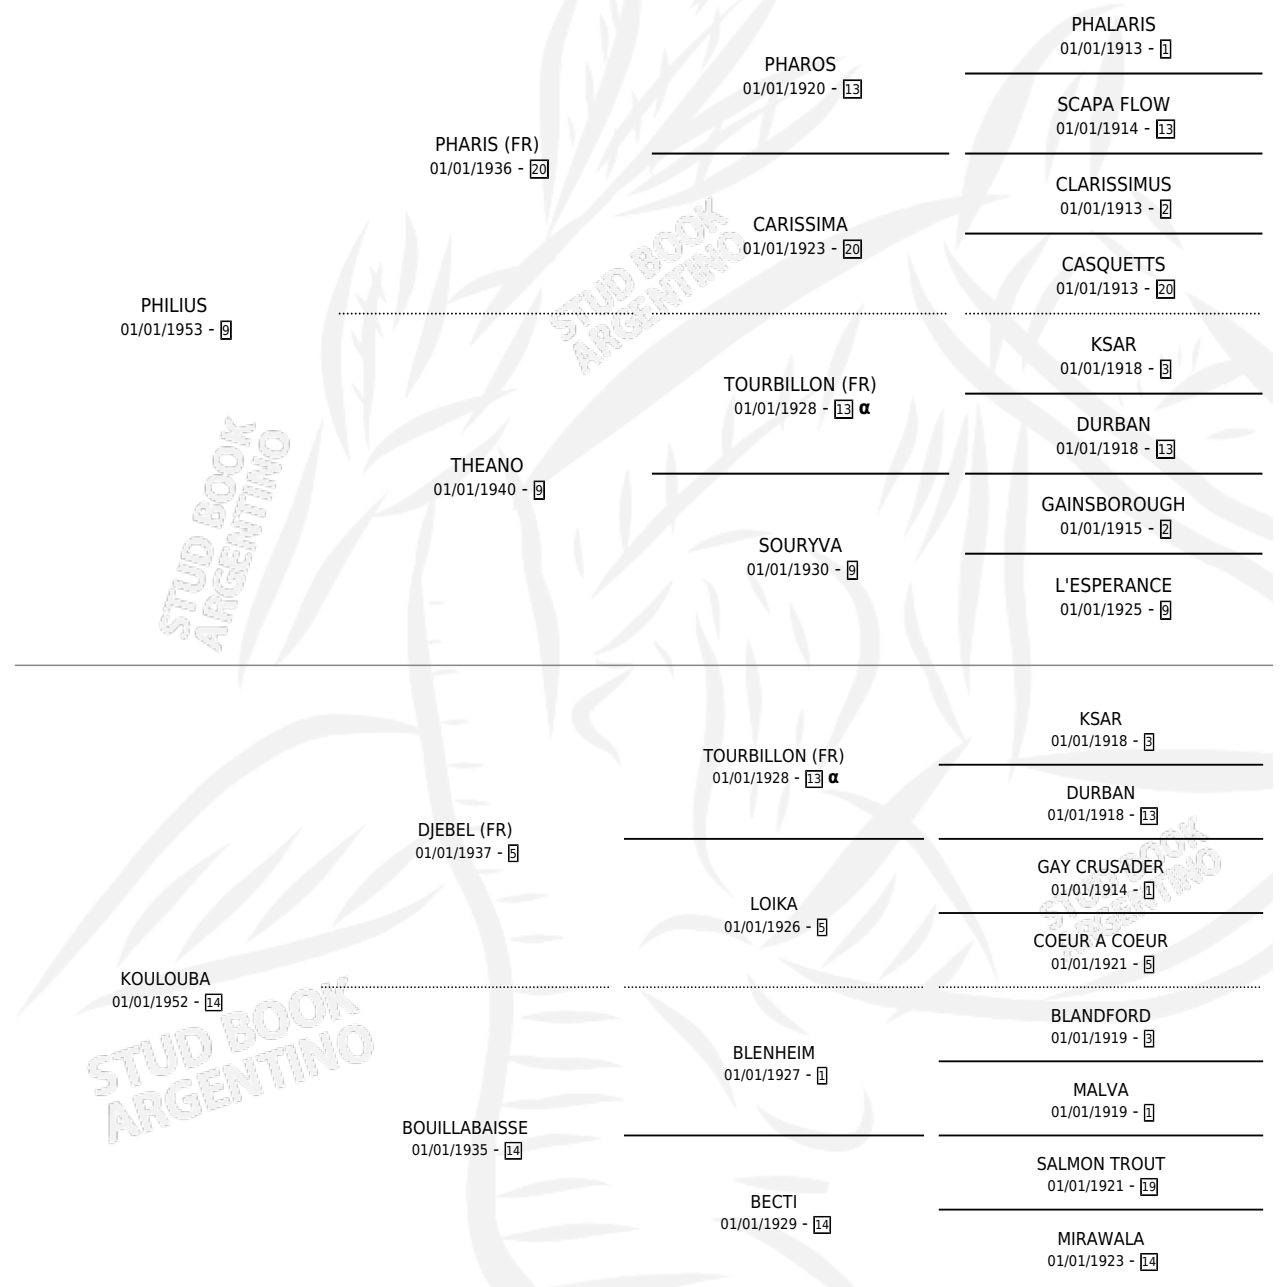 PHILIUS
01/01/1953 - 9
PHARIS (FR)
01/01/1936 - 20
THEANO
01/01/1940 - 9
PHAROS
01/01/1920 - 13
CARISSIMA
01/01/1923 - 20
TOURBILLON (FR)
01/01/1928 - 13 α
SOURYVA
01/01/1930 - 9
PHALARIS
01/01/1913 - 1
SCAPA FLOW
01/01/1914 - 13
CLARISSIMUS
01/01/1913 - 2
CASQUETTS
01/01/1913 - 20
KSAR
01/01/1918 - 3
DURBAN
01/01/1918 - 13
GAINSBOROUGH
01/01/1915 - 2
L'ESPERANCE
01/01/1925 - 9
STUD BOOK
ARGENTINO
STUD BOOK
ARGENTINO
KOULOUBA
01/01/1952 - 14
DJEBEL (FR)
01/01/1937 - 5
BOUILLABAISSE
01/01/1935 - 14
TOURBILLON (FR)
01/01/1928 - 13 α
LOIKA
01/01/1926 - 5
BLENHEIM
01/01/1927 - 1
BECTI
01/01/1929 - 14
KSAR
01/01/1918 - 3
DURBAN
01/01/1918 - 13
GAY CRUSADER
01/01/1914 - 1
COEUR A COEUR
01/01/1921 - 5
BLANDFORD
01/01/1919 - 3
MALVA
01/01/1919 - 1
SALMON TROUT
01/01/1921 - 19
MIRAWALA
01/01/1923 - 14
STUD BOOK
ARGENTINO
STUD BOOK
ARGENTINO